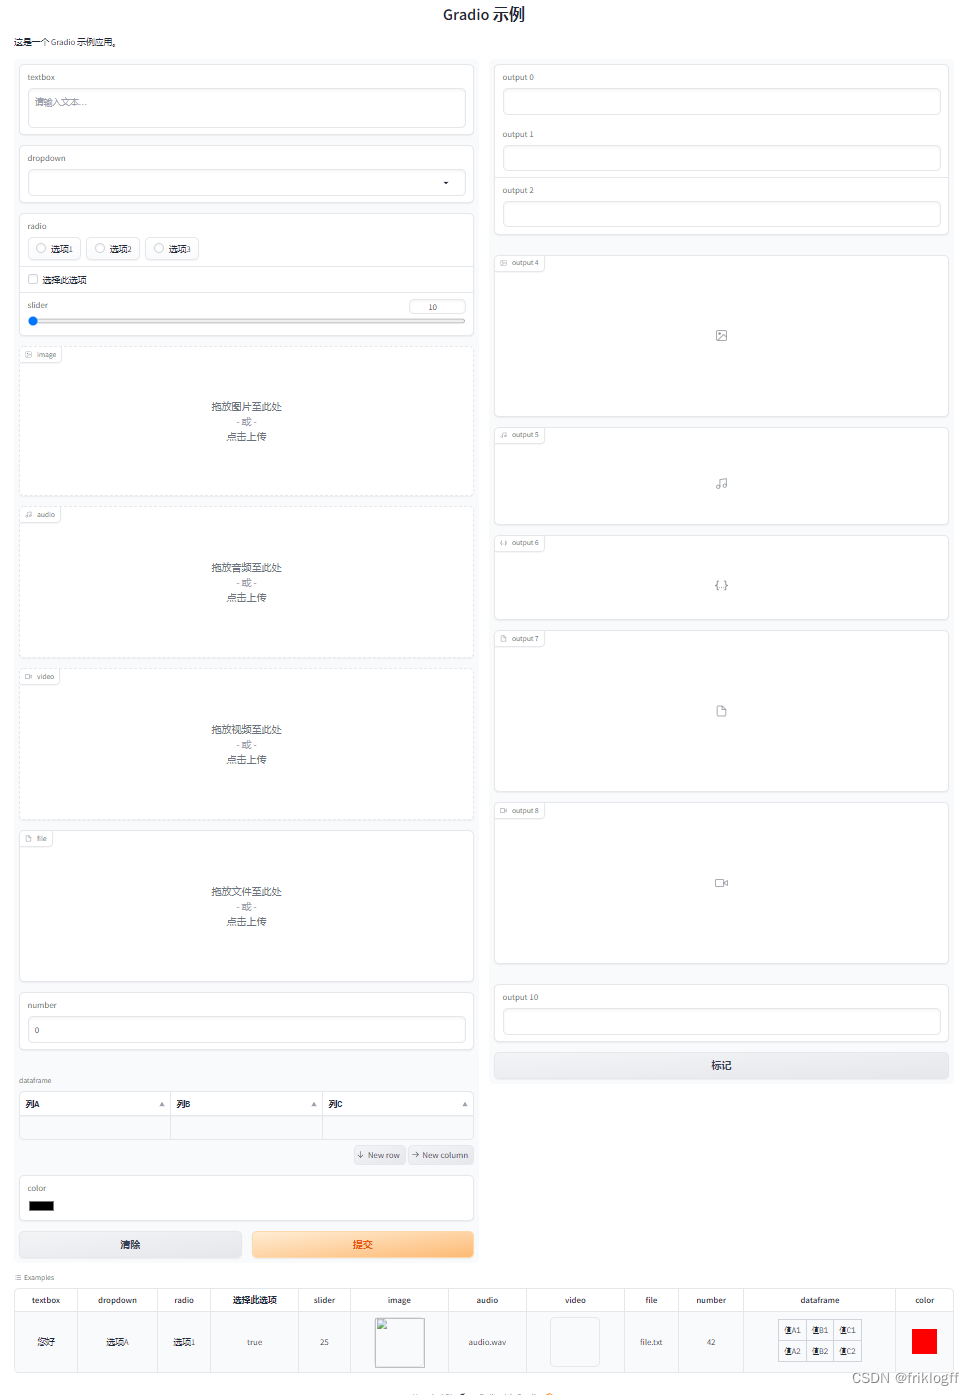 Gradio 示例
这是一个 Gradio 示例应用。
textbox
请输入文本...
dropdown
radio
选项1 选项2 选项3
选择此选项
slider 10
image
拖放图片至此处
- 或 -
点击上传
audio
拖放音频至此处
- 或 -
点击上传
video
拖放视频至此处
- 或 -
点击上传
file
拖放文件至此处
- 或 -
点击上传
number
0
dataframe
列A 列B 列C
New row New column
color
清除 提交
output 0
output 1
output 2
output 4
output 5
output 6
output 7
output 8
output 10
标记
Examples
textbox dropdown radio 选择此选项 slider image audio video file number dataframe color
您好 选项A 选项1 true 25 audio.wav file.txt 42
值A1 值B1 值C1
值A2 值B2 值C2
CSDN @friklogff